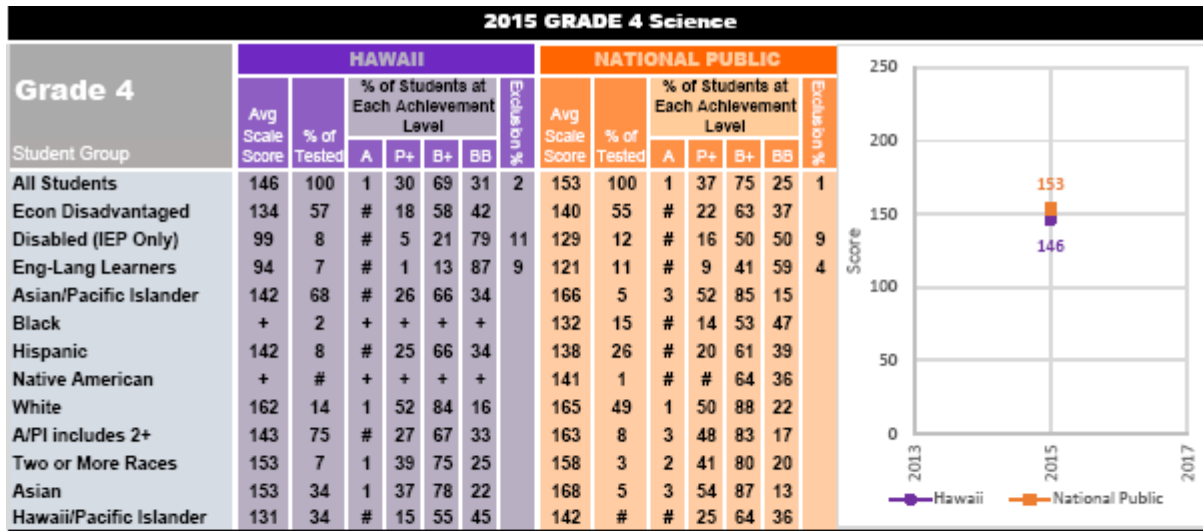 2015 GRADE 4 Science
HAWAII NATIONAL PUBLIC
Grade 4
Student Group
Avg Scale Score % of Tested % of Students at Each Achievement Level Exclusion % Avg Scale Score % of Tested % of Students at Each Achievement Level Exclusion %
A P+ B+ BB A P+ B+ BB
All Students 146 100 1 30 69 31 2 153 100 1 37 75 25 1
Econ Disadvantaged 134 57 # 18 58 42 140 55 # 22 63 37
Disabled (IEP Only) 99 8 # 5 21 79 11 129 12 # 16 50 50 9
Eng-Lang Learners 94 7 # 1 13 87 9 121 11 # 9 41 59 4
Asian/Pacific Islander 142 68 # 26 66 34 166 5 3 52 85 15
Black + 2 + + + + 132 15 # 14 53 47
Hispanic 142 8 # 25 66 34 138 26 # 20 61 39
Native American + # + + + + 141 1 # # 64 36
White 162 14 1 52 84 16 165 49 1 50 88 22
A/PI includes 2+ 143 75 # 27 67 33 163 8 3 48 83 17
Two or More Races 153 7 1 39 75 25 158 3 2 41 80 20
Asian 153 34 1 37 78 22 168 5 3 54 87 13
Hawaii/Pacific Islander 131 34 # 15 55 45 142 # # 25 64 36
250
200
150
100
50
0
Score
153
146
2013 2015 2017
Hawaii National Public